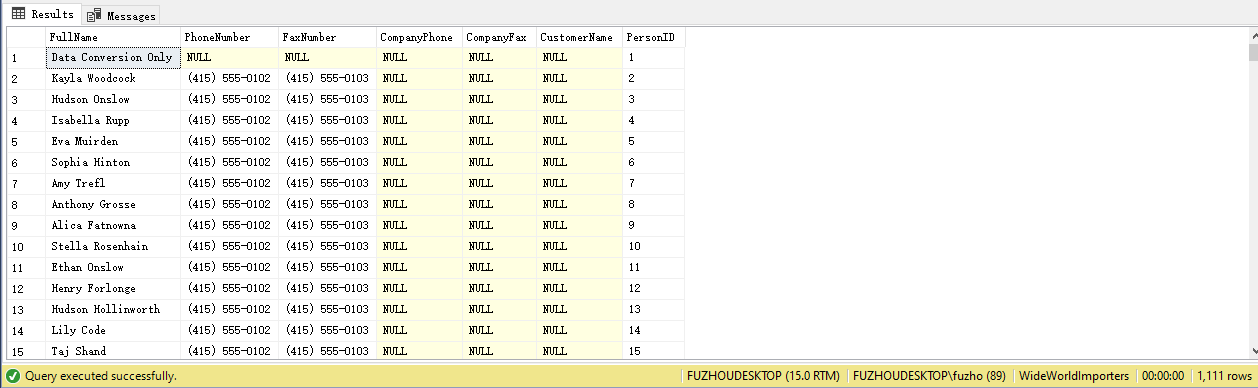 Results Messages
FullName PhoneNumber FaxNumber CompanyPhone CompanyFax CustomerName PersonID
1 Data Conversion Only NULL NULL NULL NULL NULL 1
2 Kayla Woodcock (415) 555-0102 (415) 555-0103 NULL NULL NULL 2
3 Hudson Onslow (415) 555-0102 (415) 555-0103 NULL NULL NULL 3
4 Isabella Rupp (415) 555-0102 (415) 555-0103 NULL NULL NULL 4
5 Eva Muirden (415) 555-0102 (415) 555-0103 NULL NULL NULL 5
6 Sophia Hinton (415) 555-0102 (415) 555-0103 NULL NULL NULL 6
7 Amy Trefl (415) 555-0102 (415) 555-0103 NULL NULL NULL 7
8 Anthony Grosse (415) 555-0102 (415) 555-0103 NULL NULL NULL 8
9 Alica Fatnowna (415) 555-0102 (415) 555-0103 NULL NULL NULL 9
10 Stella Rosenhain (415) 555-0102 (415) 555-0103 NULL NULL NULL 10
11 Ethan Onslow (415) 555-0102 (415) 555-0103 NULL NULL NULL 11
12 Henry Forlonge (415) 555-0102 (415) 555-0103 NULL NULL NULL 12
13 Hudson Hollinworth (415) 555-0102 (415) 555-0103 NULL NULL NULL 13
14 Lily Code (415) 555-0102 (415) 555-0103 NULL NULL NULL 14
15 Taj Shand (415) 555-0102 (415) 555-0103 NULL NULL NULL 15
Query executed successfully. FUZHOUDESKTOP (15.0 RTM) FUZHOUDESKTOP\fuzho (89) WideWorldImporters 00:00:00 1,111 rows